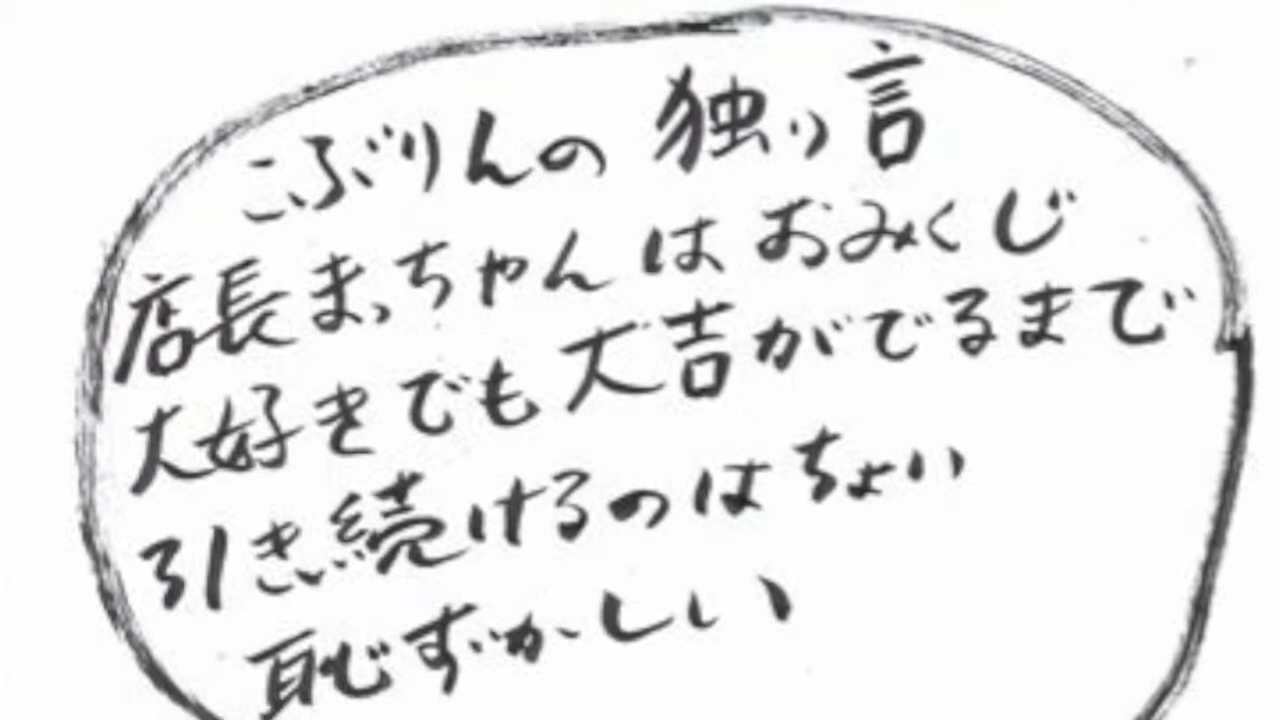 こぶりんの 独り言
店長まっちゃんは おみくじ
大好きでも大吉がでるまで
引き続けるのは ちょい
恥ずかしい